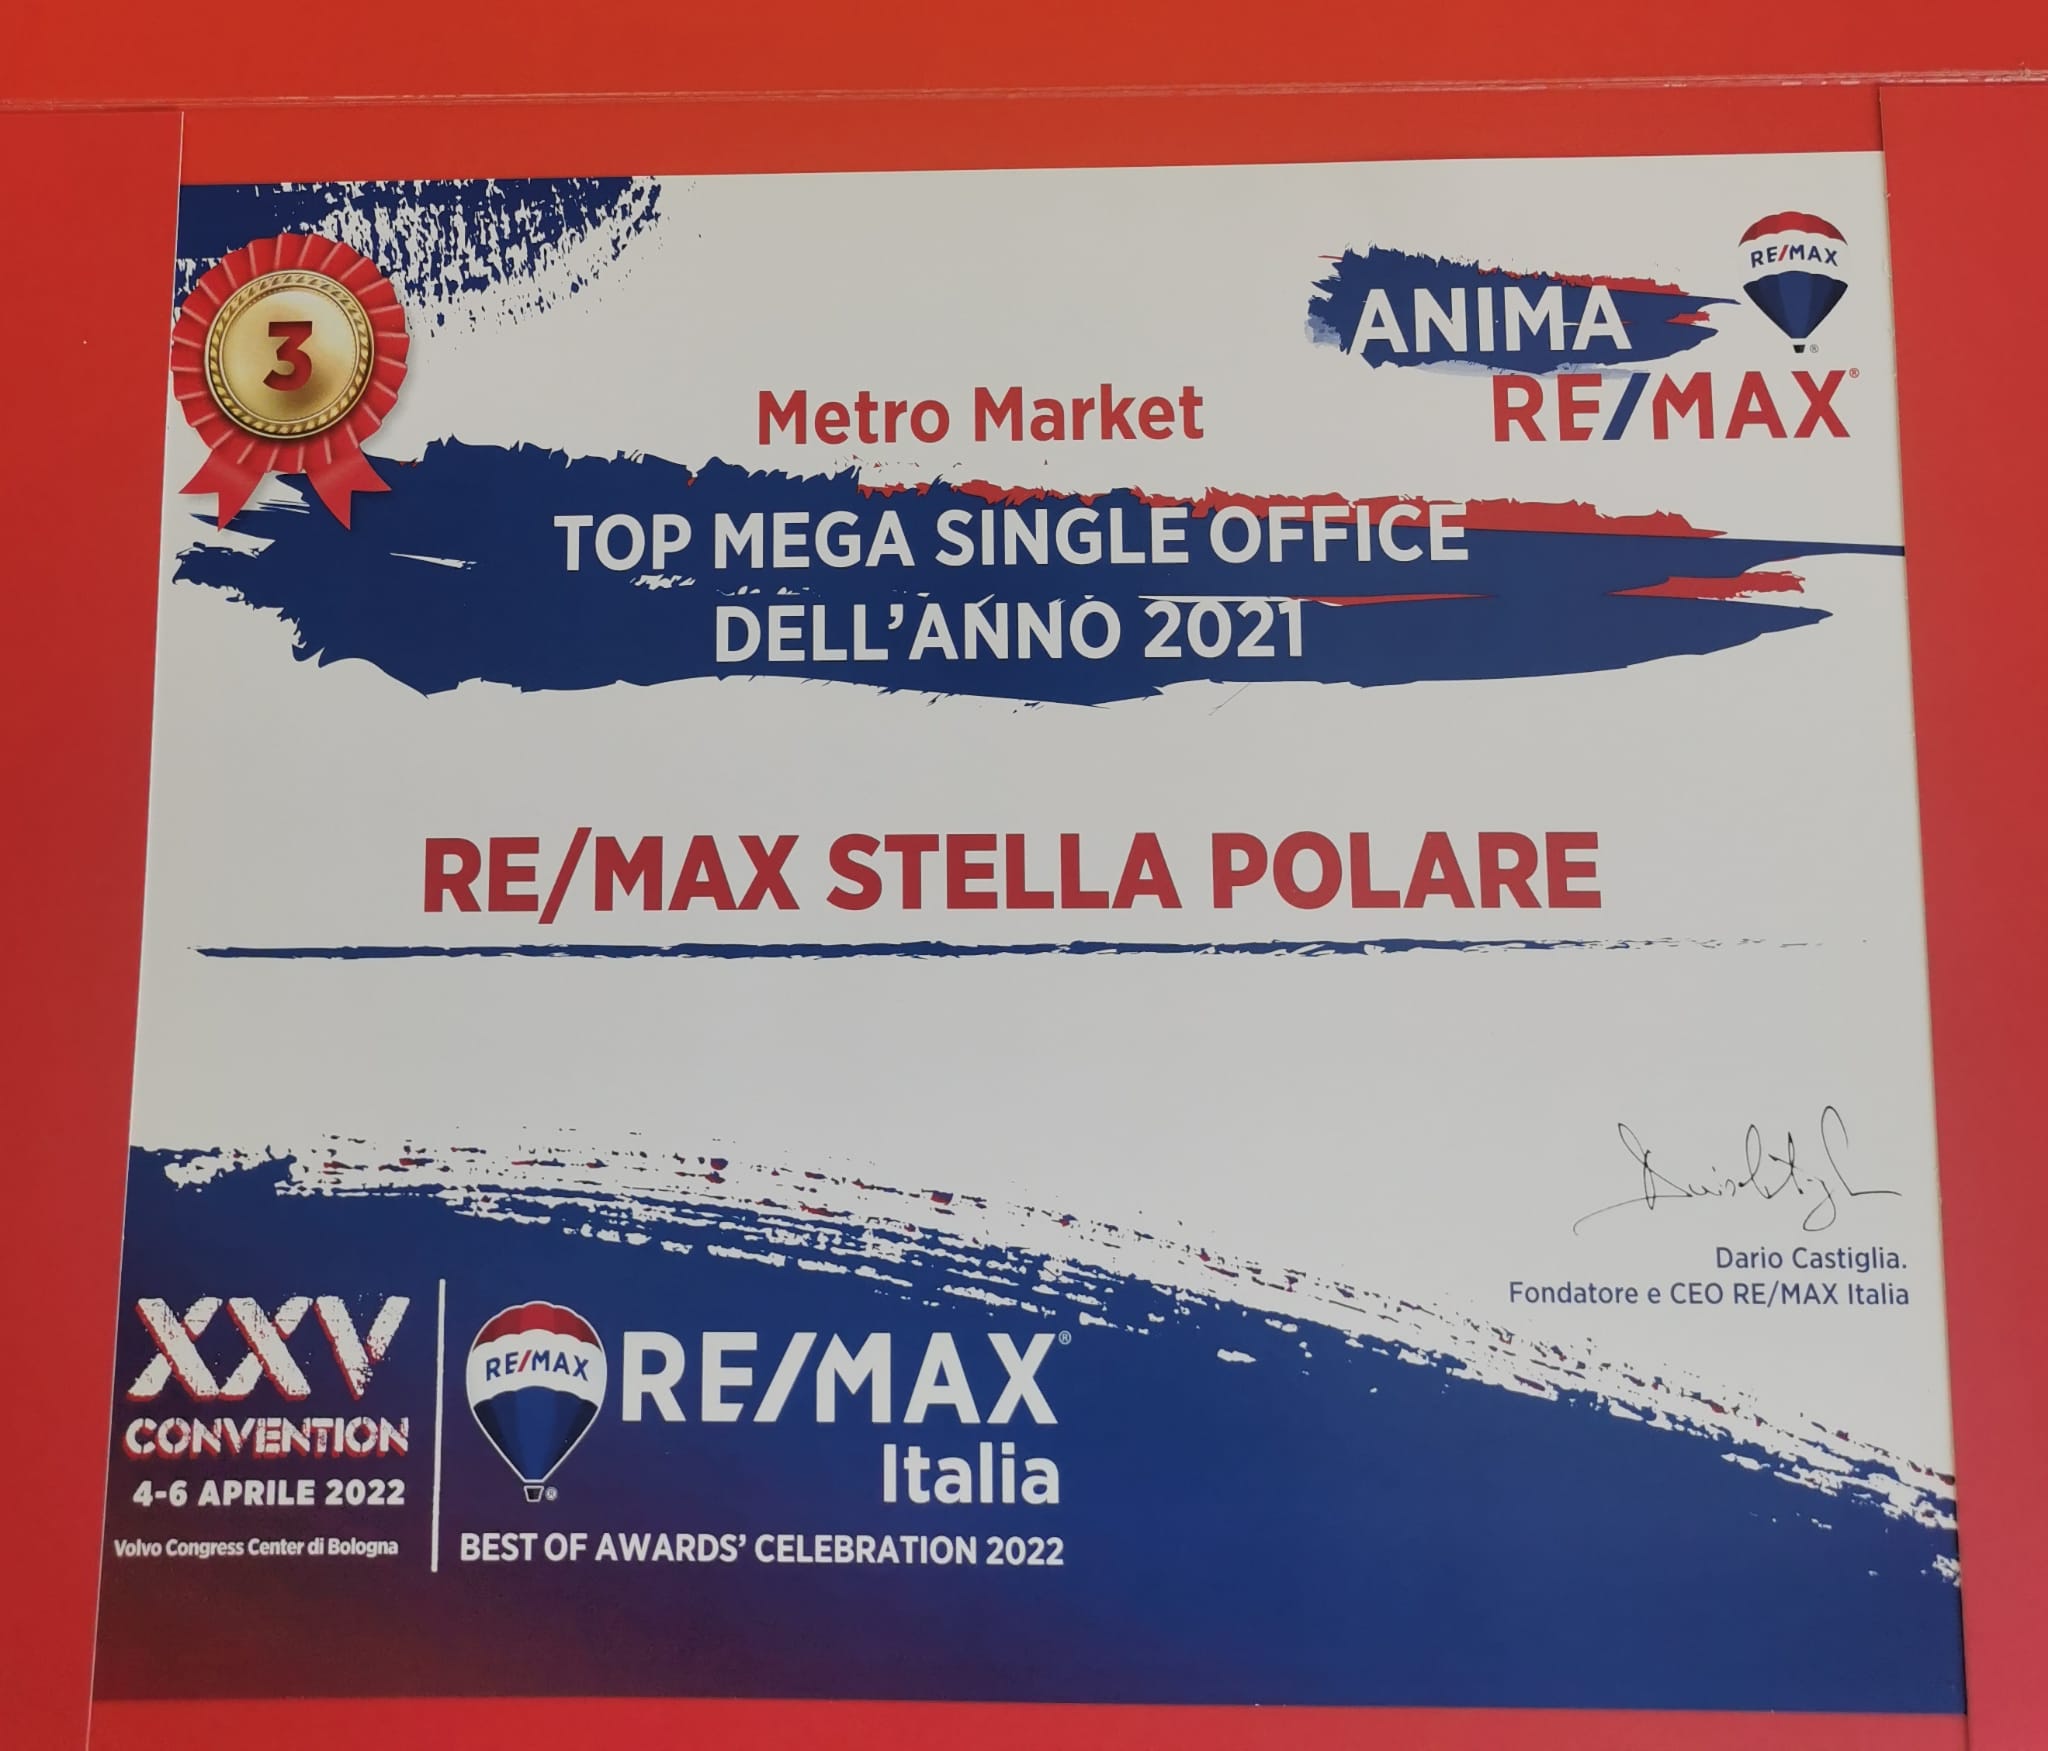 3
ANIMA
RE/MAX
RE/MAX®
Metro Market
TOP MEGA SINGLE OFFICE
DELL'ANNO 2021
RE/MAX STELLA POLARE
Dario Castiglia.
Fondatore e CEO RE/MAX Italia
XXV
CONVENTION
4-6 APRILE 2022
Volvo Congress Center di Bologna
RE/MAX
RE/MAX®
Italia
BEST OF AWARDS' CELEBRATION 2022